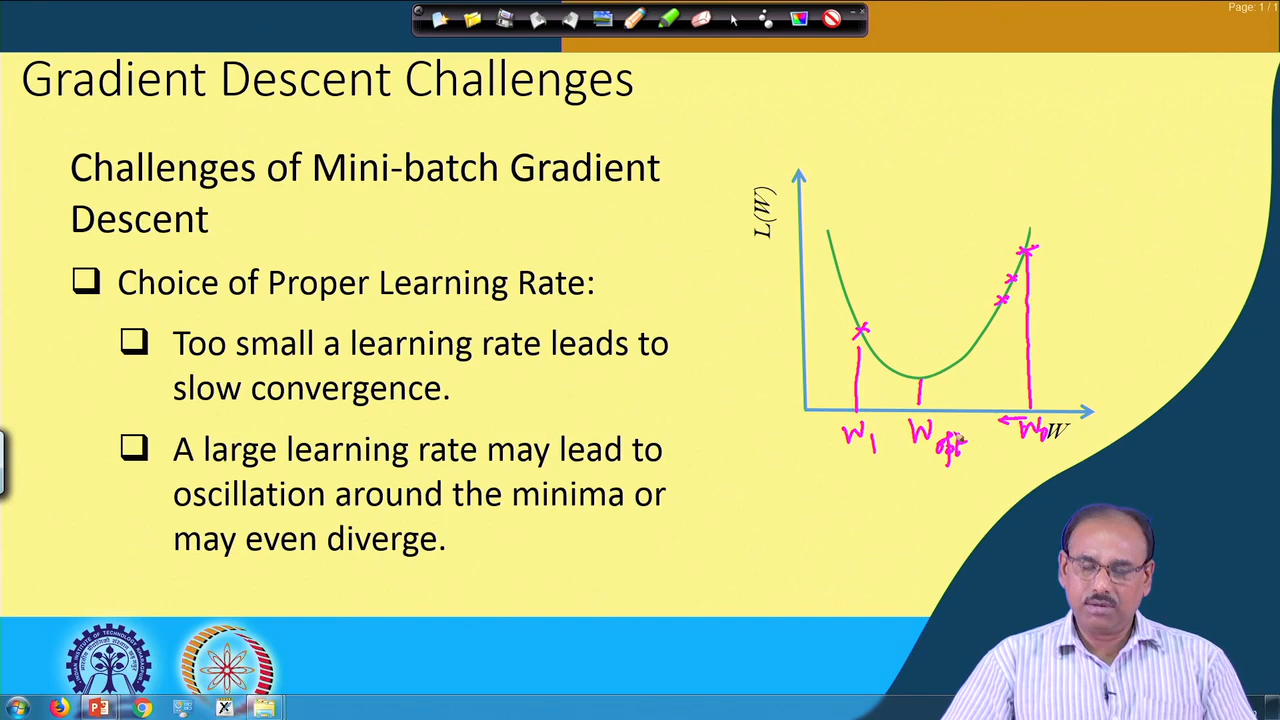 Page: 1 / 1
Gradient Descent Challenges
Challenges of Mini-batch Gradient
Descent
Choice of Proper Learning Rate:
Too small a learning rate leads to
slow convergence.
A large learning rate may lead to
oscillation around the minima or
may even diverge.
L(W)
W1
Wopt
W0
W